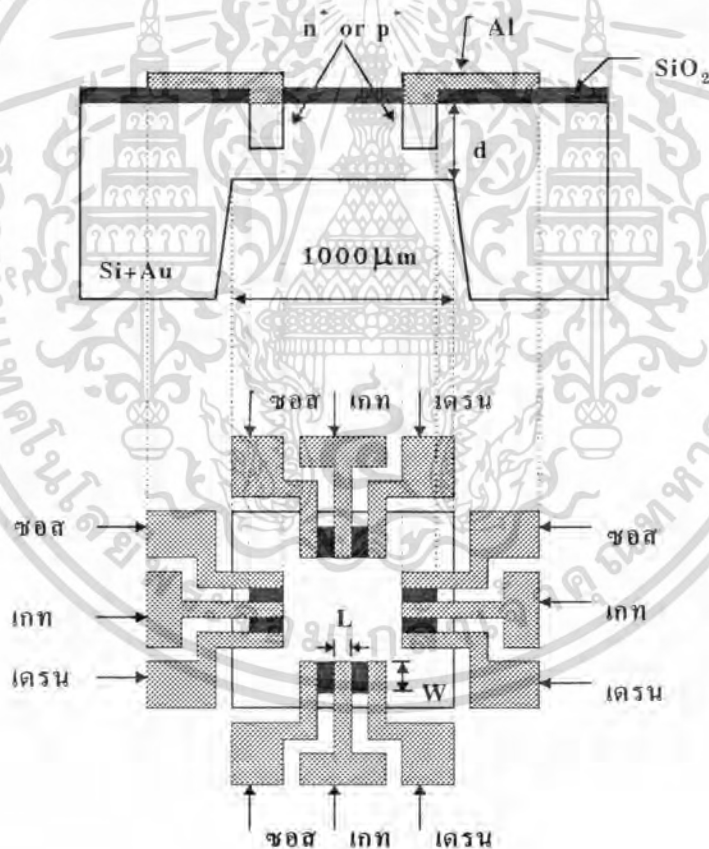 n⁺ or p⁺
Al
SiO₂
d
Si+Au
1000µm
ซอส เกท เดรน
ซอส
ซอส
เกท
เกท
L
เดรน
เดรน
W
ซอส เกท เดรน